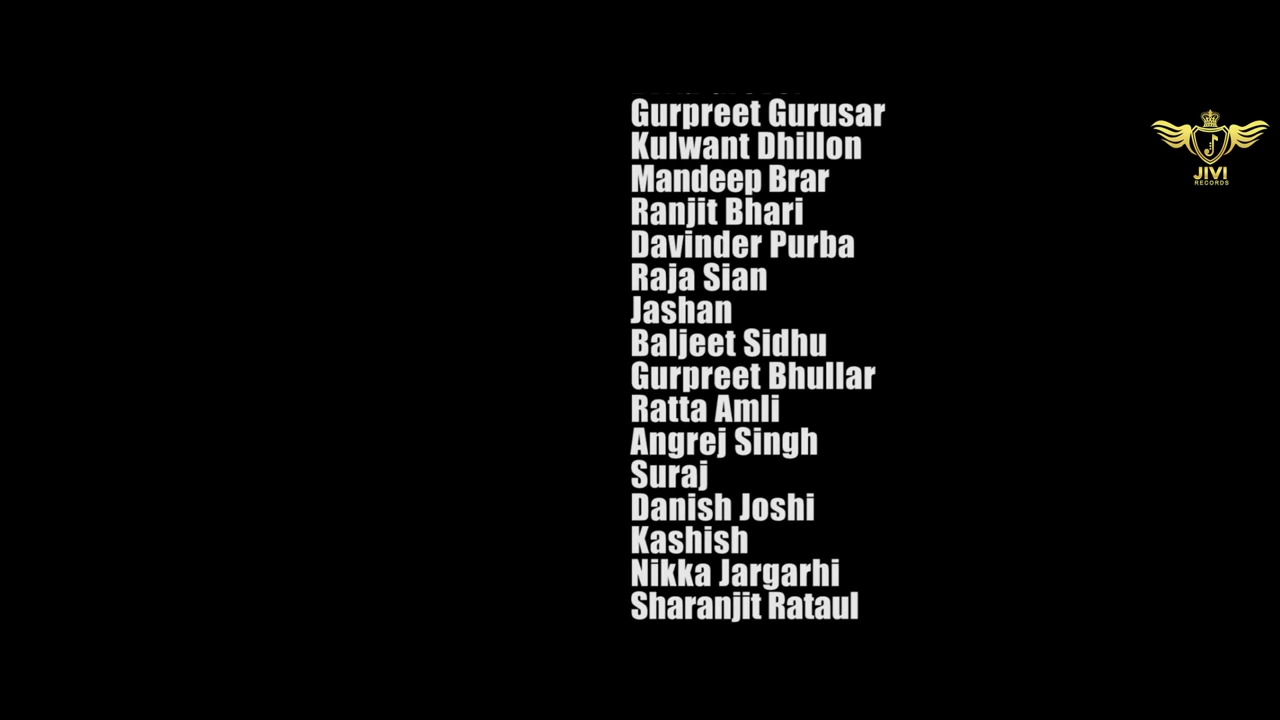 Gurpreet Gurusar
Kulwant Dhillon
Mandeep Brar
Ranjit Bhari
Davinder Purba
Raja Sian
Jashan
Baljeet Sidhu
Gurpreet Bhullar
Ratta Amli
Angrej Singh
Suraj
Danish Joshi
Kashish
Nikka Jargarhi
Sharanjit Rataul
JIVI
RECORDS